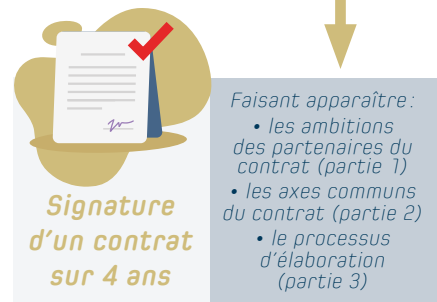 Signature
d'un contrat
sur 4 ans
Faisant apparaître :
• les ambitions
des partenaires du
contrat (partie 1)
• les axes communs
du contrat (partie 2)
• le processus
d'élaboration
(partie 3)